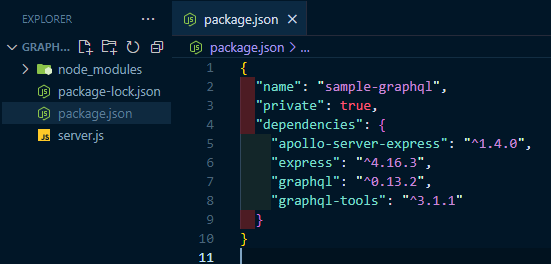 EXPLORER
GRAPH...
node_modules
package-lock.json
package.json
JS server.js
package.json ×
package.json > ...
1 {
2 "name": "sample-graphql",
3 "private": true,
4 "dependencies": {
5 "apollo-server-express": "^1.4.0",
6 "express": "^4.16.3",
7 "graphql": "^0.13.2",
8 "graphql-tools": "^3.1.1"
9 }
10 }
11